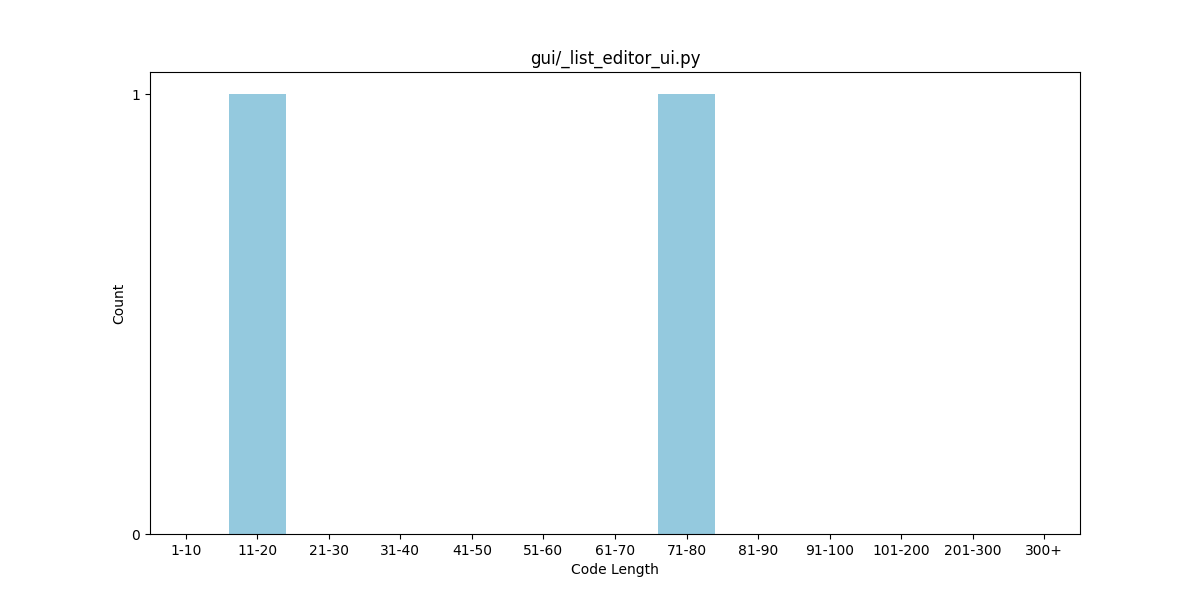 gui/_list_editor_ui.py
1
Count
0
1-10 11-20 21-30 31-40 41-50 51-60 61-70 71-80 81-90 91-100 101-200 201-300 300+
Code Length